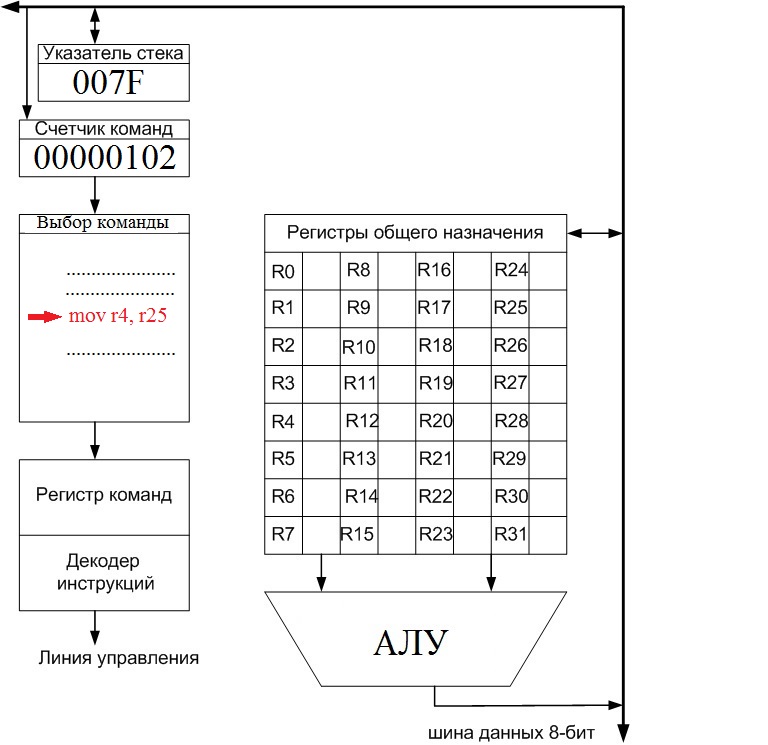 Указатель стека
007F
Счетчик команд
00000102
Выбор команды
......................
......................
mov r4, r25
......................
Регистр команд
Декодер
инструкций
Линия управления
Регистры общего назначения
R0 R8 R16 R24
R1 R9 R17 R25
R2 R10 R18 R26
R3 R11 R19 R27
R4 R12 R20 R28
R5 R13 R21 R29
R6 R14 R22 R30
R7 R15 R23 R31
АЛУ
шина данных 8-бит